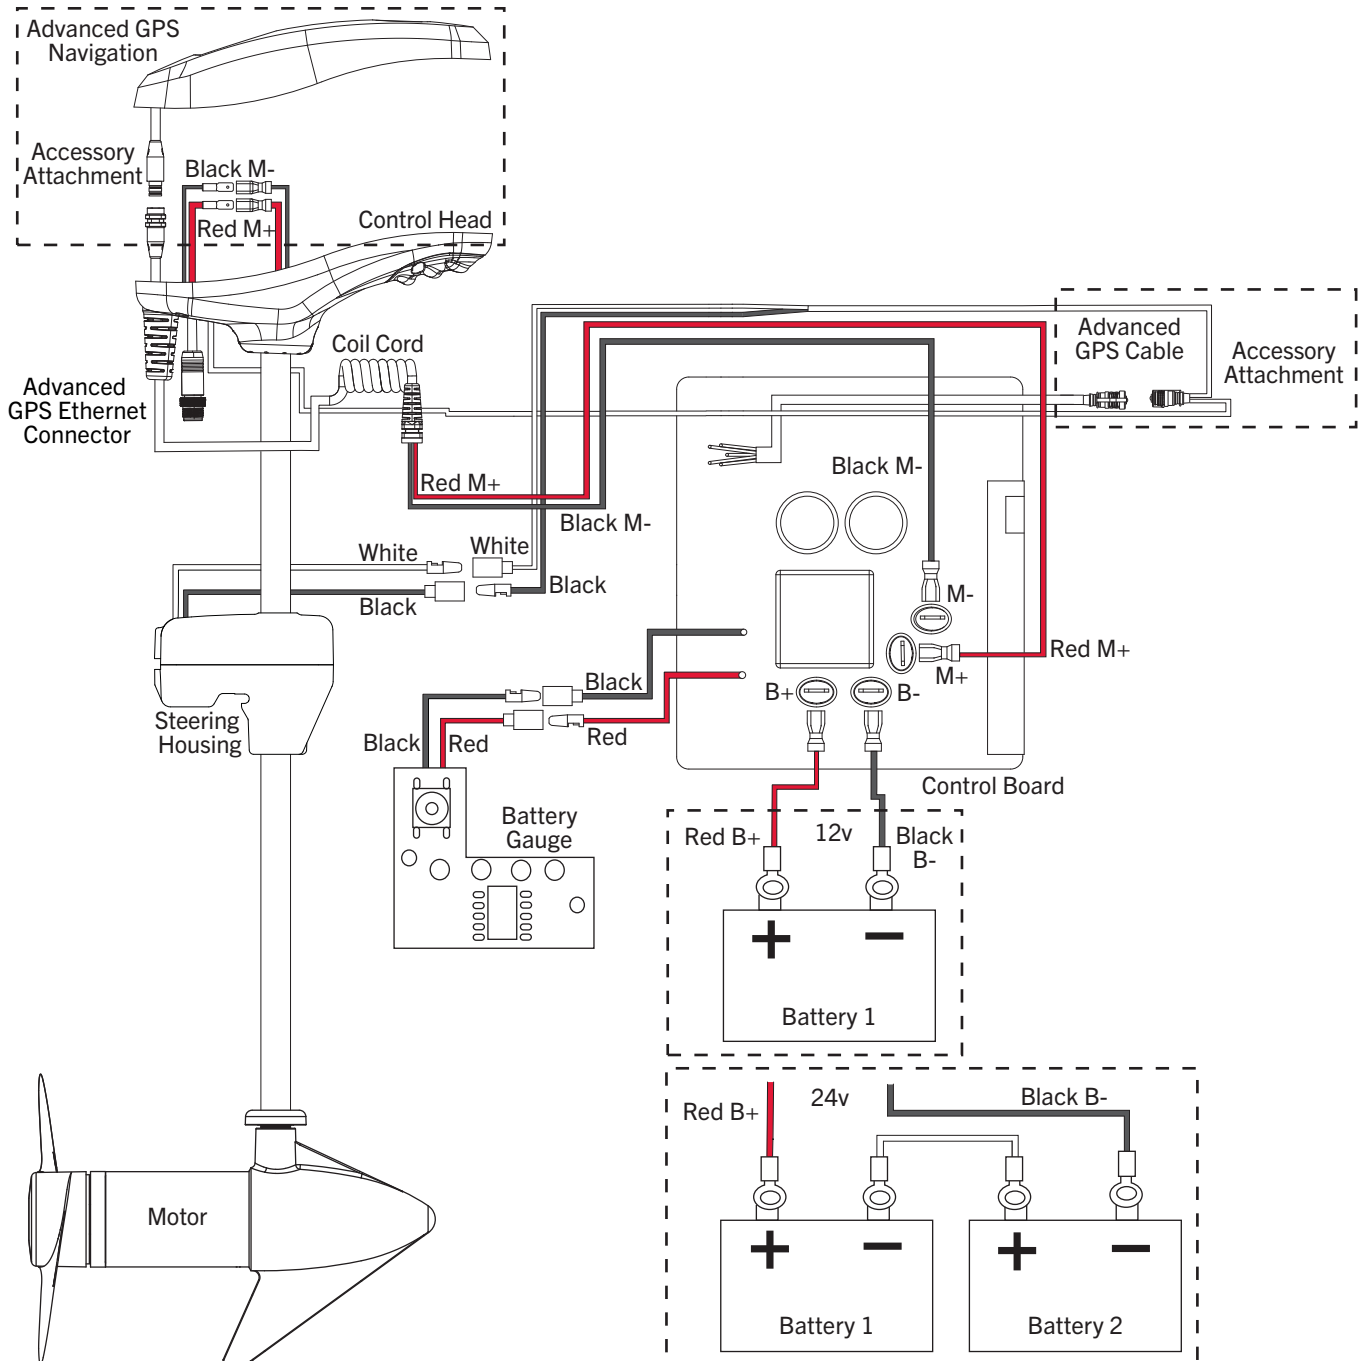 Advanced GPS
Navigation
Accessory
Attachment
Black M-
Red M+
Control Head
Coil Cord
Advanced
GPS Ethernet
Connector
Advanced
GPS Cable
Accessory
Attachment
Red M+
Black M-
Black M-
White
White
Black
Black
M-
Red M+
M+
B+
B-
Steering
Housing
Black
Red
Black
Red
Control Board
Battery
Gauge
Red B+
12v
Black
B-
Battery 1
Red B+
24v
Black B-
Motor
Battery 1
Battery 2